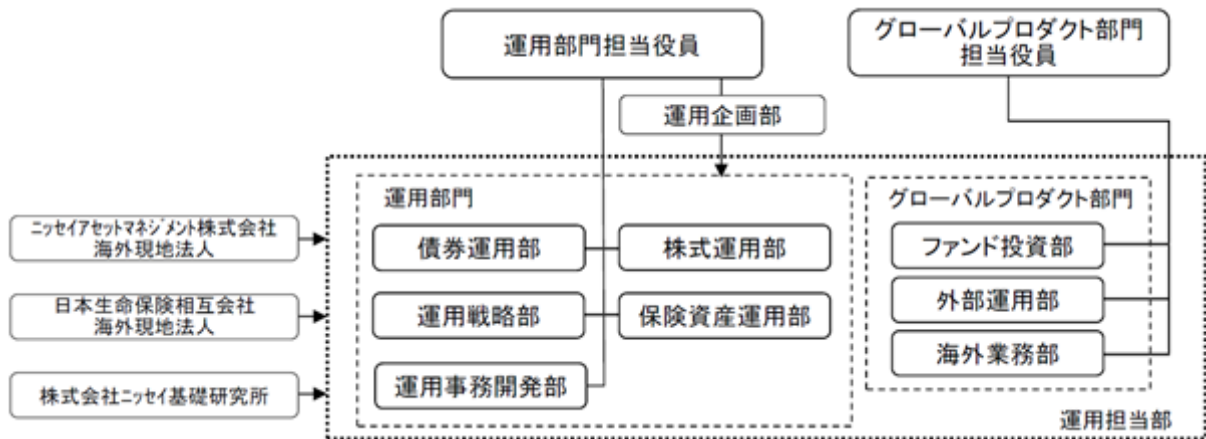 運用部門担当役員
グローバルプロダクト部門
担当役員
運用企画部
運用部門
グローバルプロダクト部門
ニッセイアセットマネジメント株式会社
海外現地法人
債券運用部
株式運用部
ファンド投資部
日本生命保険相互会社
海外現地法人
運用戦略部
保険資産運用部
外部運用部
海外業務部
株式会社ニッセイ基礎研究所
運用事務開発部
運用担当部